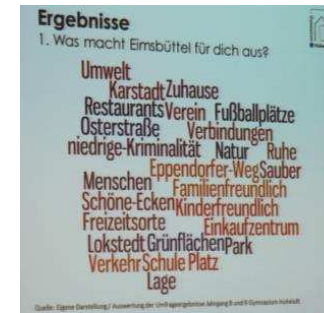 Ergebnisse
1. Was macht Eimsbüttel für dich aus?
Umwelt
Karstadt Zuhause
Restaurants Verein Fußballplätze
Osterstraße Verbindungen
niedrige-Kriminalität Natur Ruhe
Eppendorfer-Weg Sauber
Menschen Familienfreundlich
Schöne-Ecken Kinderfreundlich
Freizeitsorte Einkaufzentrum
Lokstedt Grünflächen Park
Verkehr Schule Platz
Lage
Quelle: Eigene Darstellung / Auswertung der Umfrageergebnisse Jahrgang 8 und 9 Gymnasium